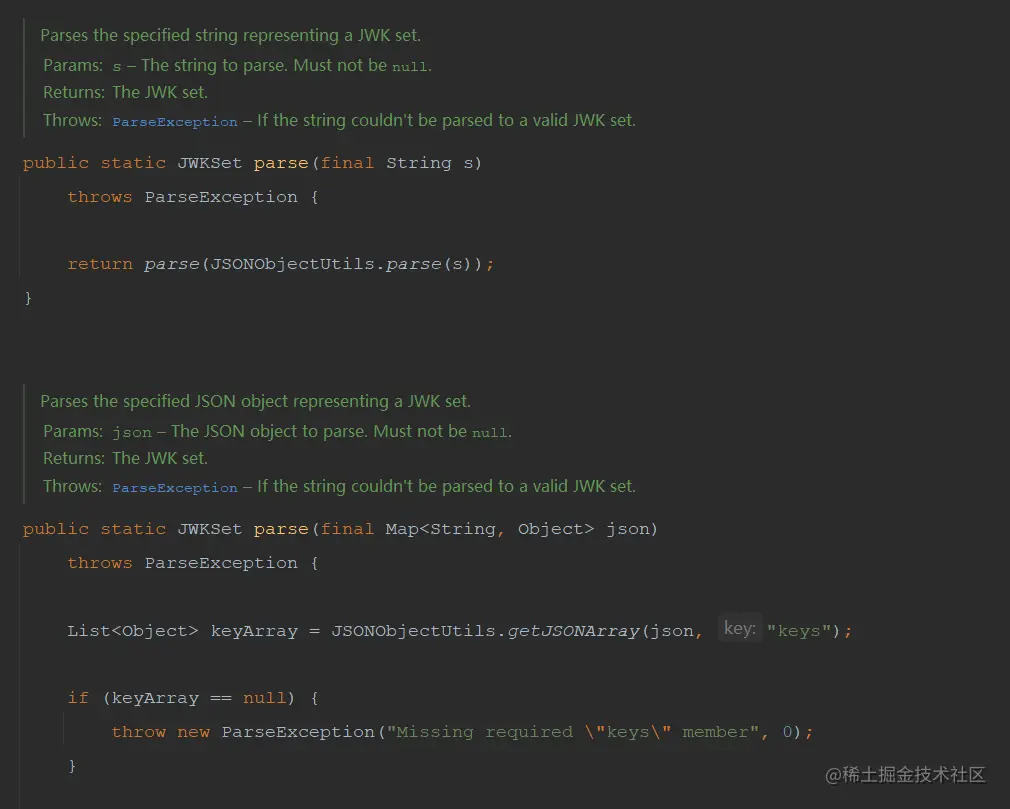 Parses the specified string representing a JWK set.
Params: s – The string to parse. Must not be null.
Returns: The JWK set.
Throws: ParseException – If the string couldn't be parsed to a valid JWK set.
public static JWKSet parse(final String s)
    throws ParseException {
    return parse(JSONObjectUtils.parse(s));
}
Parses the specified JSON object representing a JWK set.
Params: json – The JSON object to parse. Must not be null.
Returns: The JWK set.
Throws: ParseException – If the string couldn't be parsed to a valid JWK set.
public static JWKSet parse(final Map<String, Object> json)
    throws ParseException {
    List<Object> keyArray = JSONObjectUtils.getJSONArray(json, key: "keys");
    if (keyArray == null) {
        throw new ParseException("Missing required \"keys\" member", 0);
    }
@稀土掘金技术社区